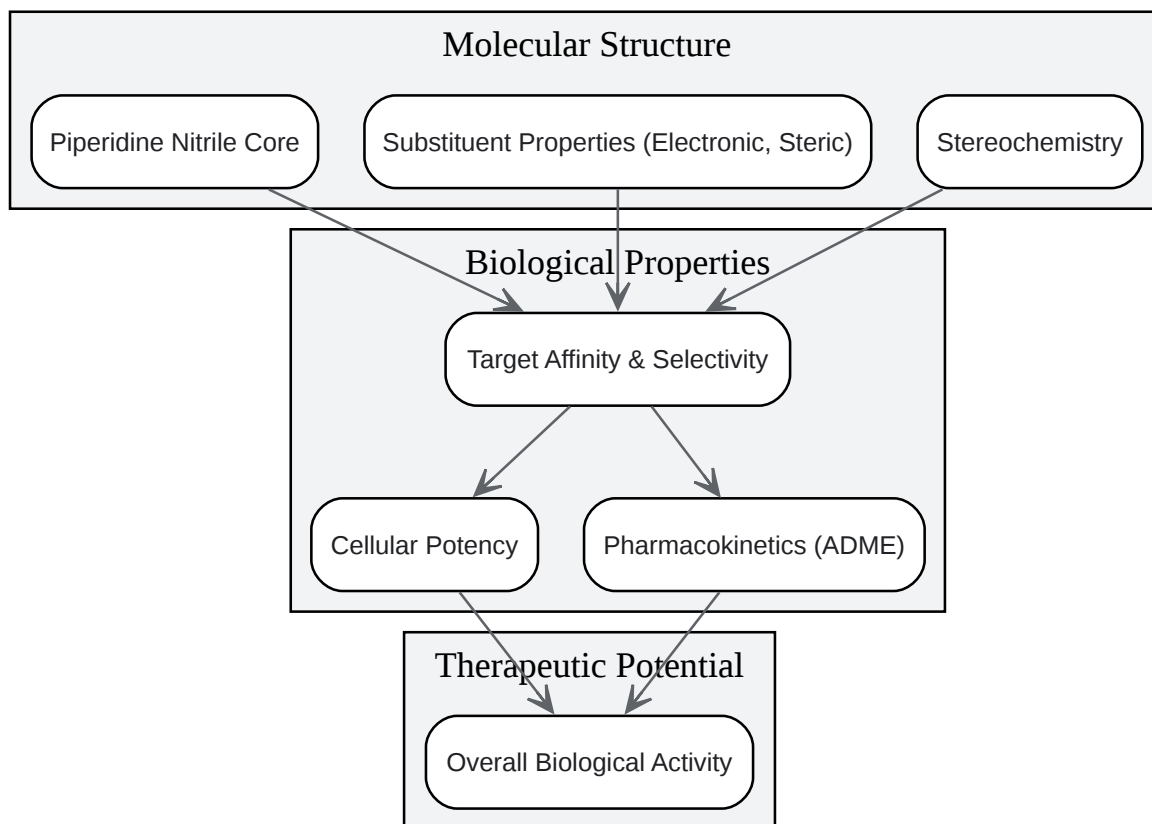 Molecular Structure
Piperidine Nitrile Core
Substituent Properties (Electronic, Steric)
Stereochemistry
Biological Properties
Target Affinity & Selectivity
Cellular Potency
Pharmacokinetics (ADME)
Therapeutic Potential
Overall Biological Activity